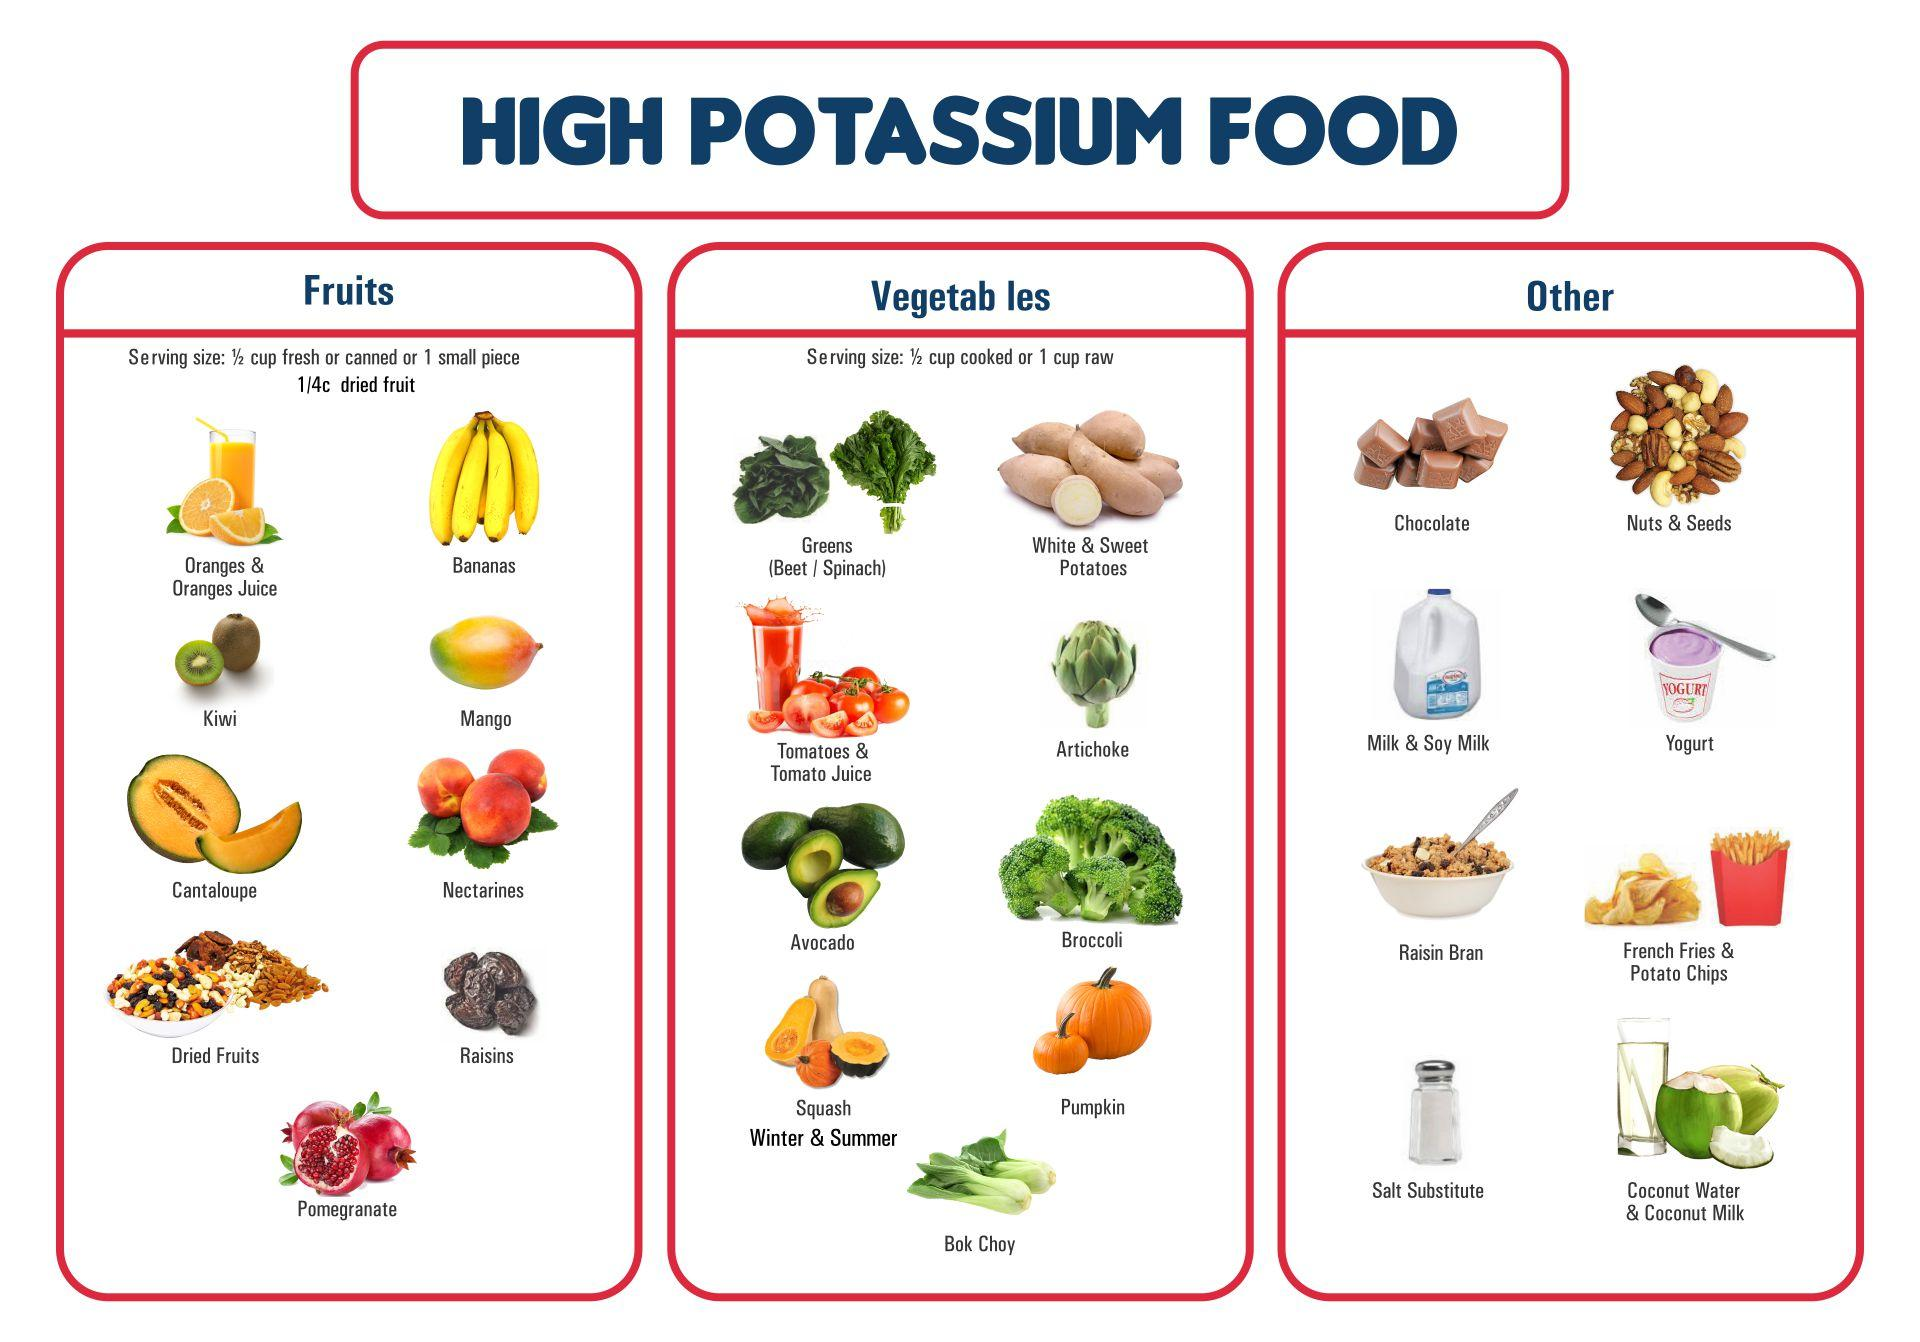 HIGH POTASSIUM FOOD
Fruits
Serving size: ½ cup fresh or canned or 1 small piece
1/4c dried fruit
Oranges &
Oranges Juice
Bananas
Kiwi
Mango
Cantaloupe
Nectarines
Dried Fruits
Raisins
Pomegranate
Vegetab les
Serving size: ½ cup cooked or 1 cup raw
Greens
(Beet / Spinach)
White & Sweet
Potatoes
Tomatoes &
Tomato Juice
Artichoke
Avocado
Broccoli
Squash
Winter & Summer
Pumpkin
Bok Choy
Other
Chocolate
Nuts & Seeds
Milk & Soy Milk
YOGURT
Yogurt
Raisin Bran
French Fries &
Potato Chips
Salt Substitute
Coconut Water
& Coconut Milk